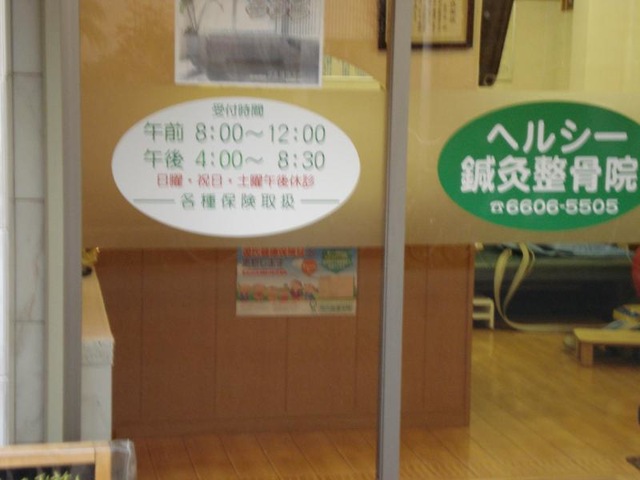 受付時間
午前 8:00〜12:00
午後 4:00〜 8:30
日曜・祝日・土曜午後休診
各種保険取扱
ヘルシー
鍼灸整骨院
☎6606-5505